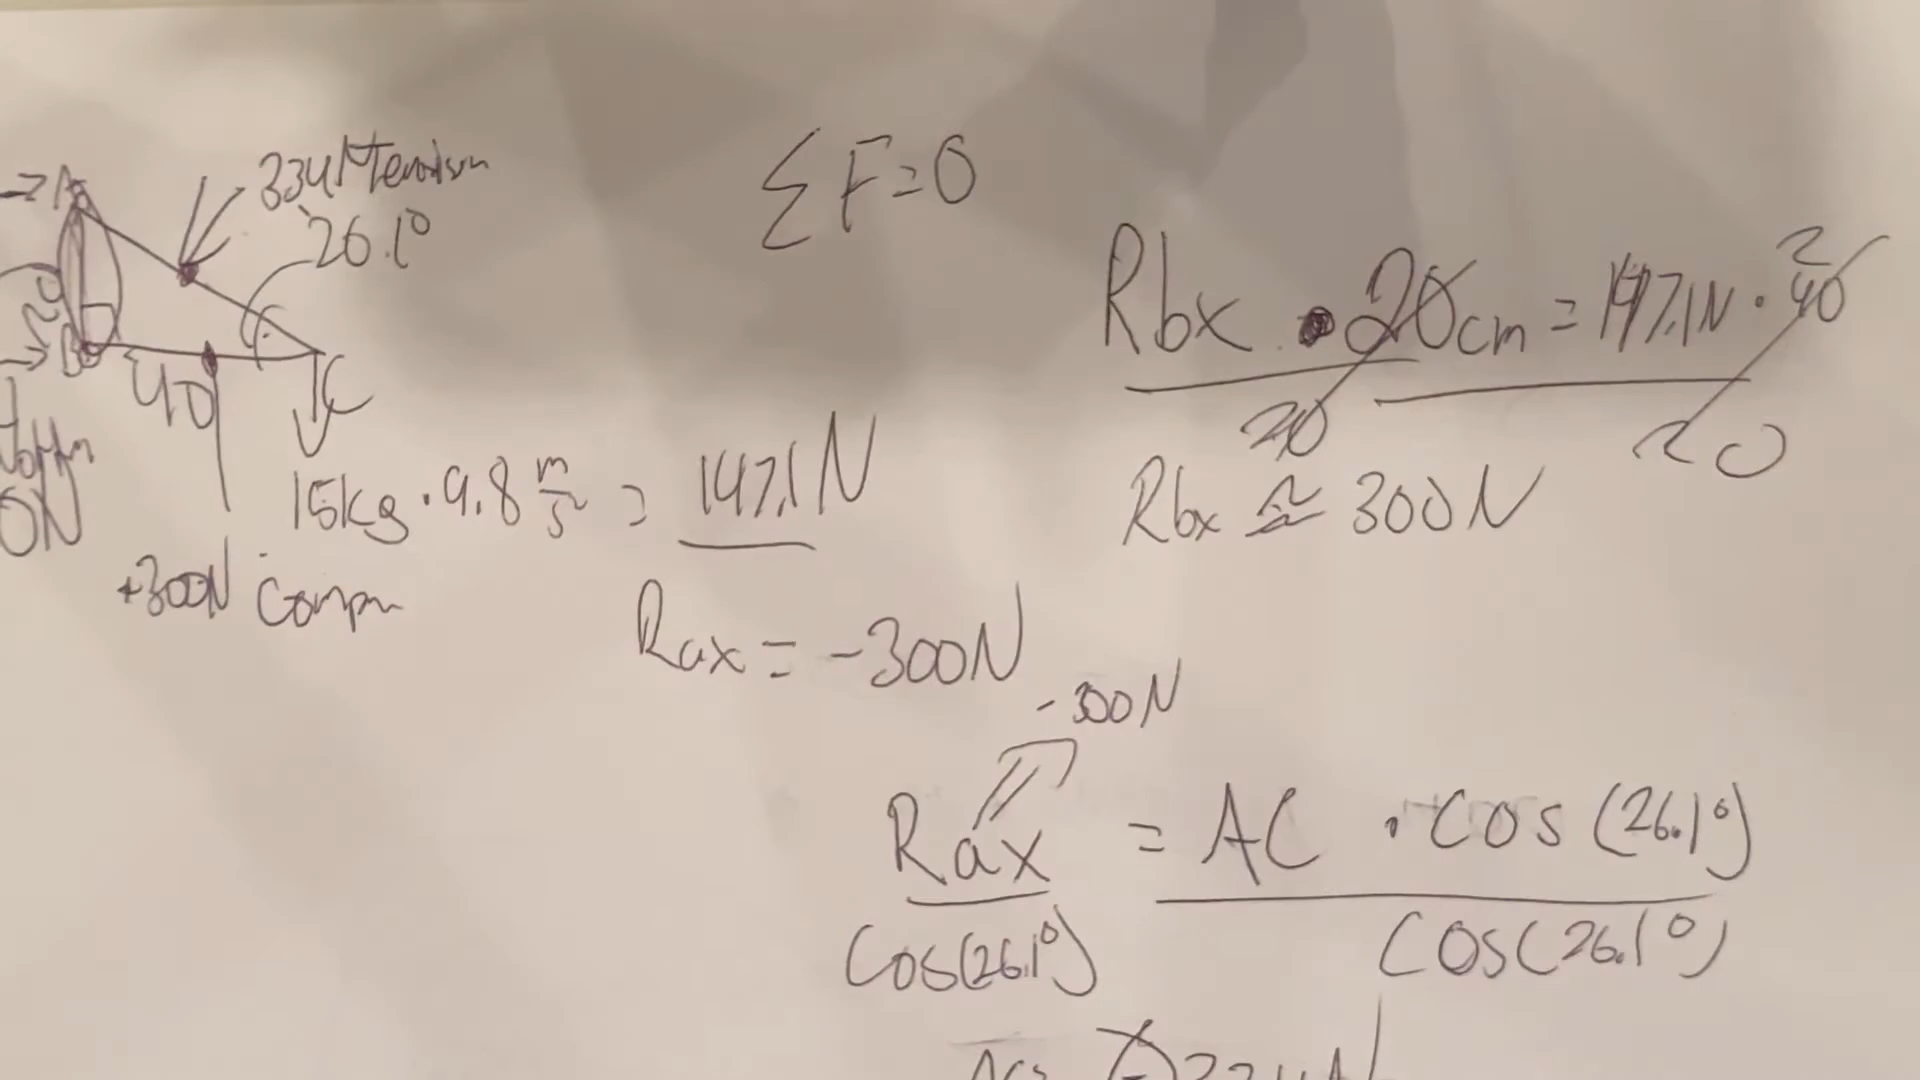 334N Tension
26.1°
ΣF=0
A
B
C
40
Rbx • 20cm = 147.1N · 40
2
20
20
15kg · 9.8 m/s² = 147.1N
Rbx ≅ 300N
+300N Compr
Rax = -300N
-300N
Rax = AC · Cos(26.1°)
Cos(26.1°) Cos(26.1°)